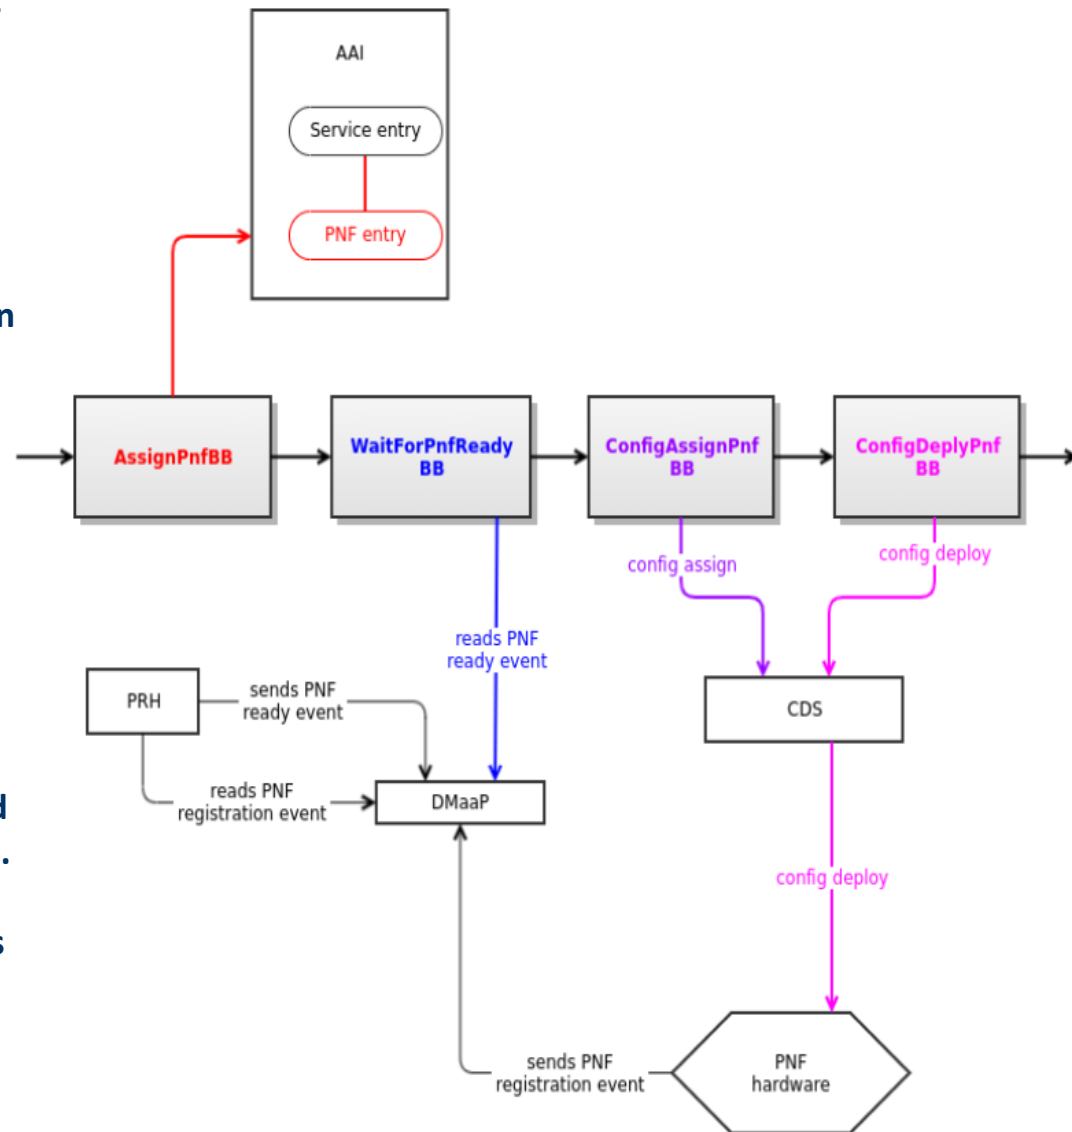 AAI
Service entry
PNF entry
n
AssignPnfBB
WaitForPnfReady
BB
ConfigAssignPnf
BB
ConfigDeplyPnf
BB
config assign
config deploy
reads PNF
ready event
PRH
sends PNF
ready event
CDS
reads PNF
registration event
DMaaP
d
.
config deploy
s
sends PNF
registration event
PNF
hardware